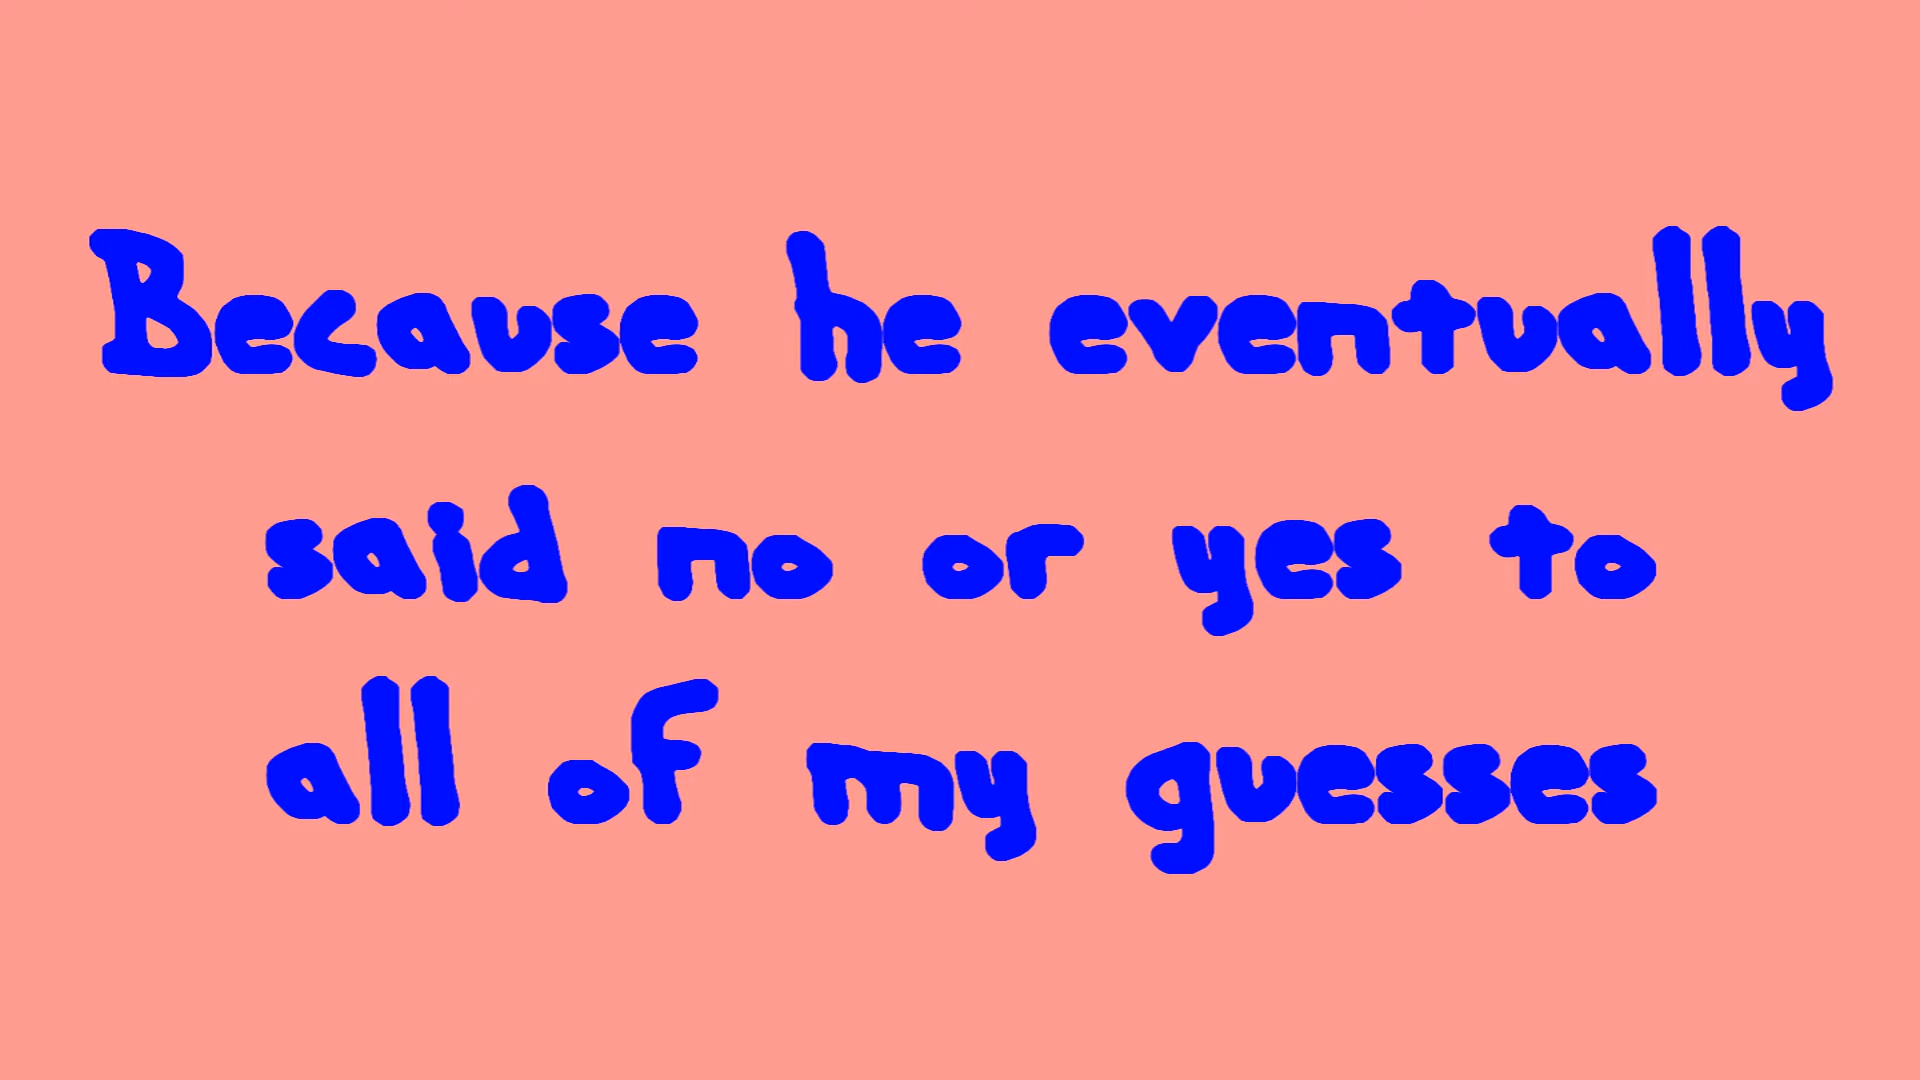 Because he eventually
said no or yes to
all of my guesses